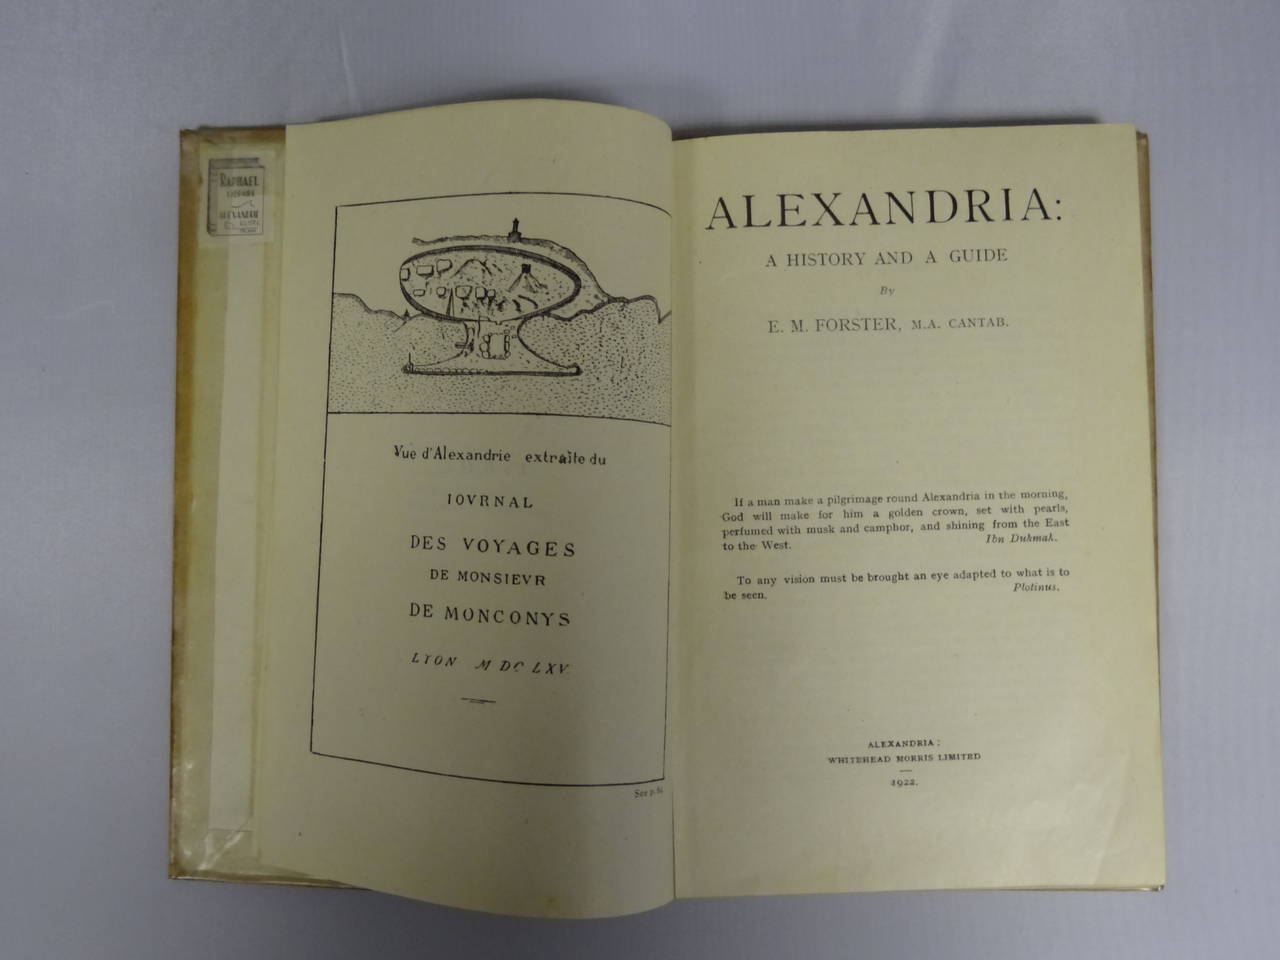 RAPHAEL
ALEXANDRIE
Vue d'Alexandrie extraite du
IOVRNAL
DES VOYAGES
DE MONSIEVR
DE MONCONYS
LYON M DC LXV
See p. 84
ALEXANDRIA:
A HISTORY AND A GUIDE
By
E. M. FORSTER, M.A. CANTAB.
If a man make a pilgrimage round Alexandria in the morning,
God will make for him a golden crown, set with pearls,
perfumed with musk and camphor, and shining from the East
to the West. Ibn Dukmak.
To any vision must be brought an eye adapted to what is to
be seen. Plotinus.
ALEXANDRIA:
WHITEHEAD MORRIS LIMITED
1922.